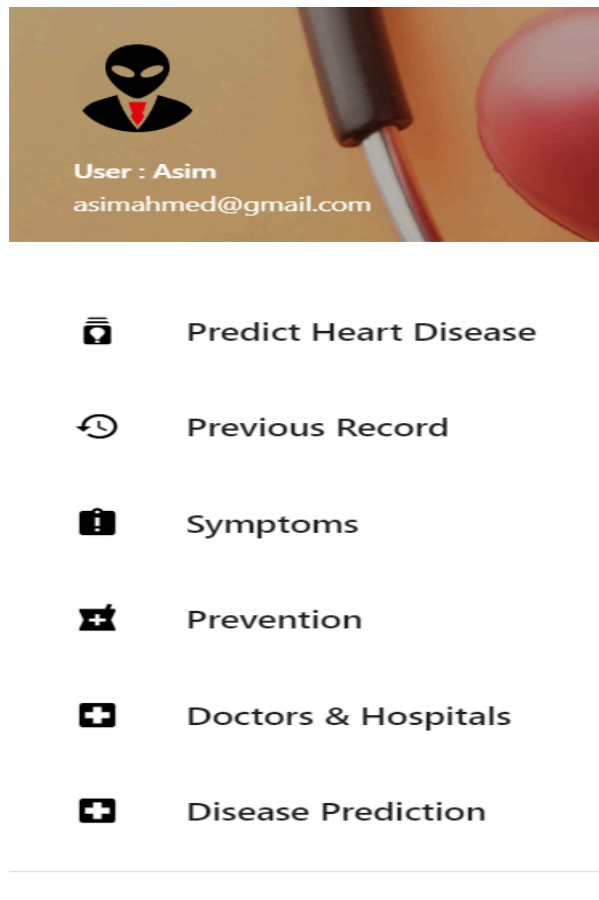 User : Asim
asimahmed@gmail.com
Predict Heart Disease
Previous Record
Symptoms
Prevention
Doctors & Hospitals
Disease Prediction